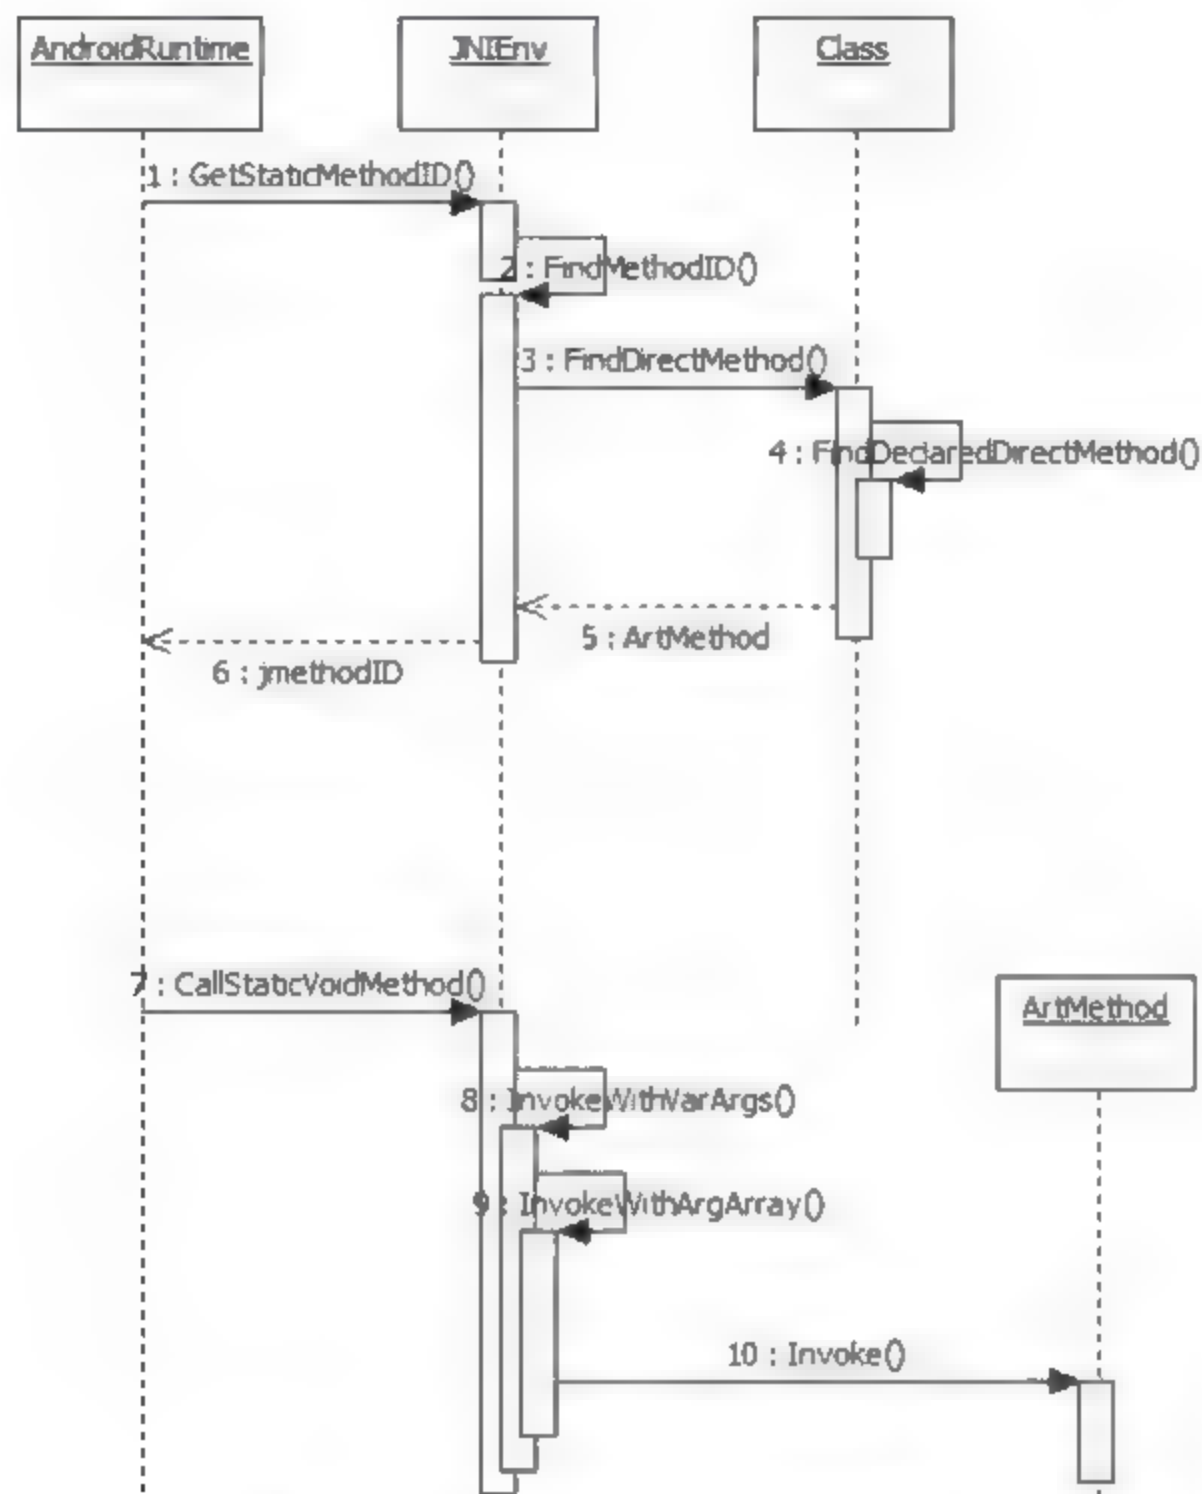 AndroidRuntime
JNIEnv
Class
1 : GetStaticMethodID()
2 : FindMethodID()
3 : FindDirectMethod()
4 : FindDeclaredDirectMethod()
5 : ArtMethod
6 : jmethodID
7 : CallStaticVoidMethod()
ArtMethod
8 : InvokeWithVarArgs()
9 : InvokeWithArgArray()
10 : Invoke()